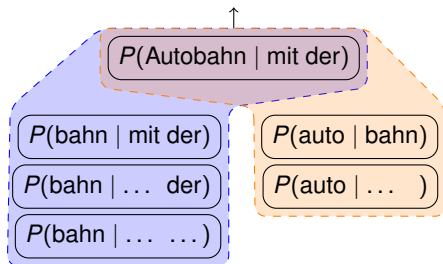 P(Autobahn | mit der)
P(bahn | mit der)
P(auto | bahn)
P(bahn | ... der)
P(auto | ... )
P(bahn | ... ...)